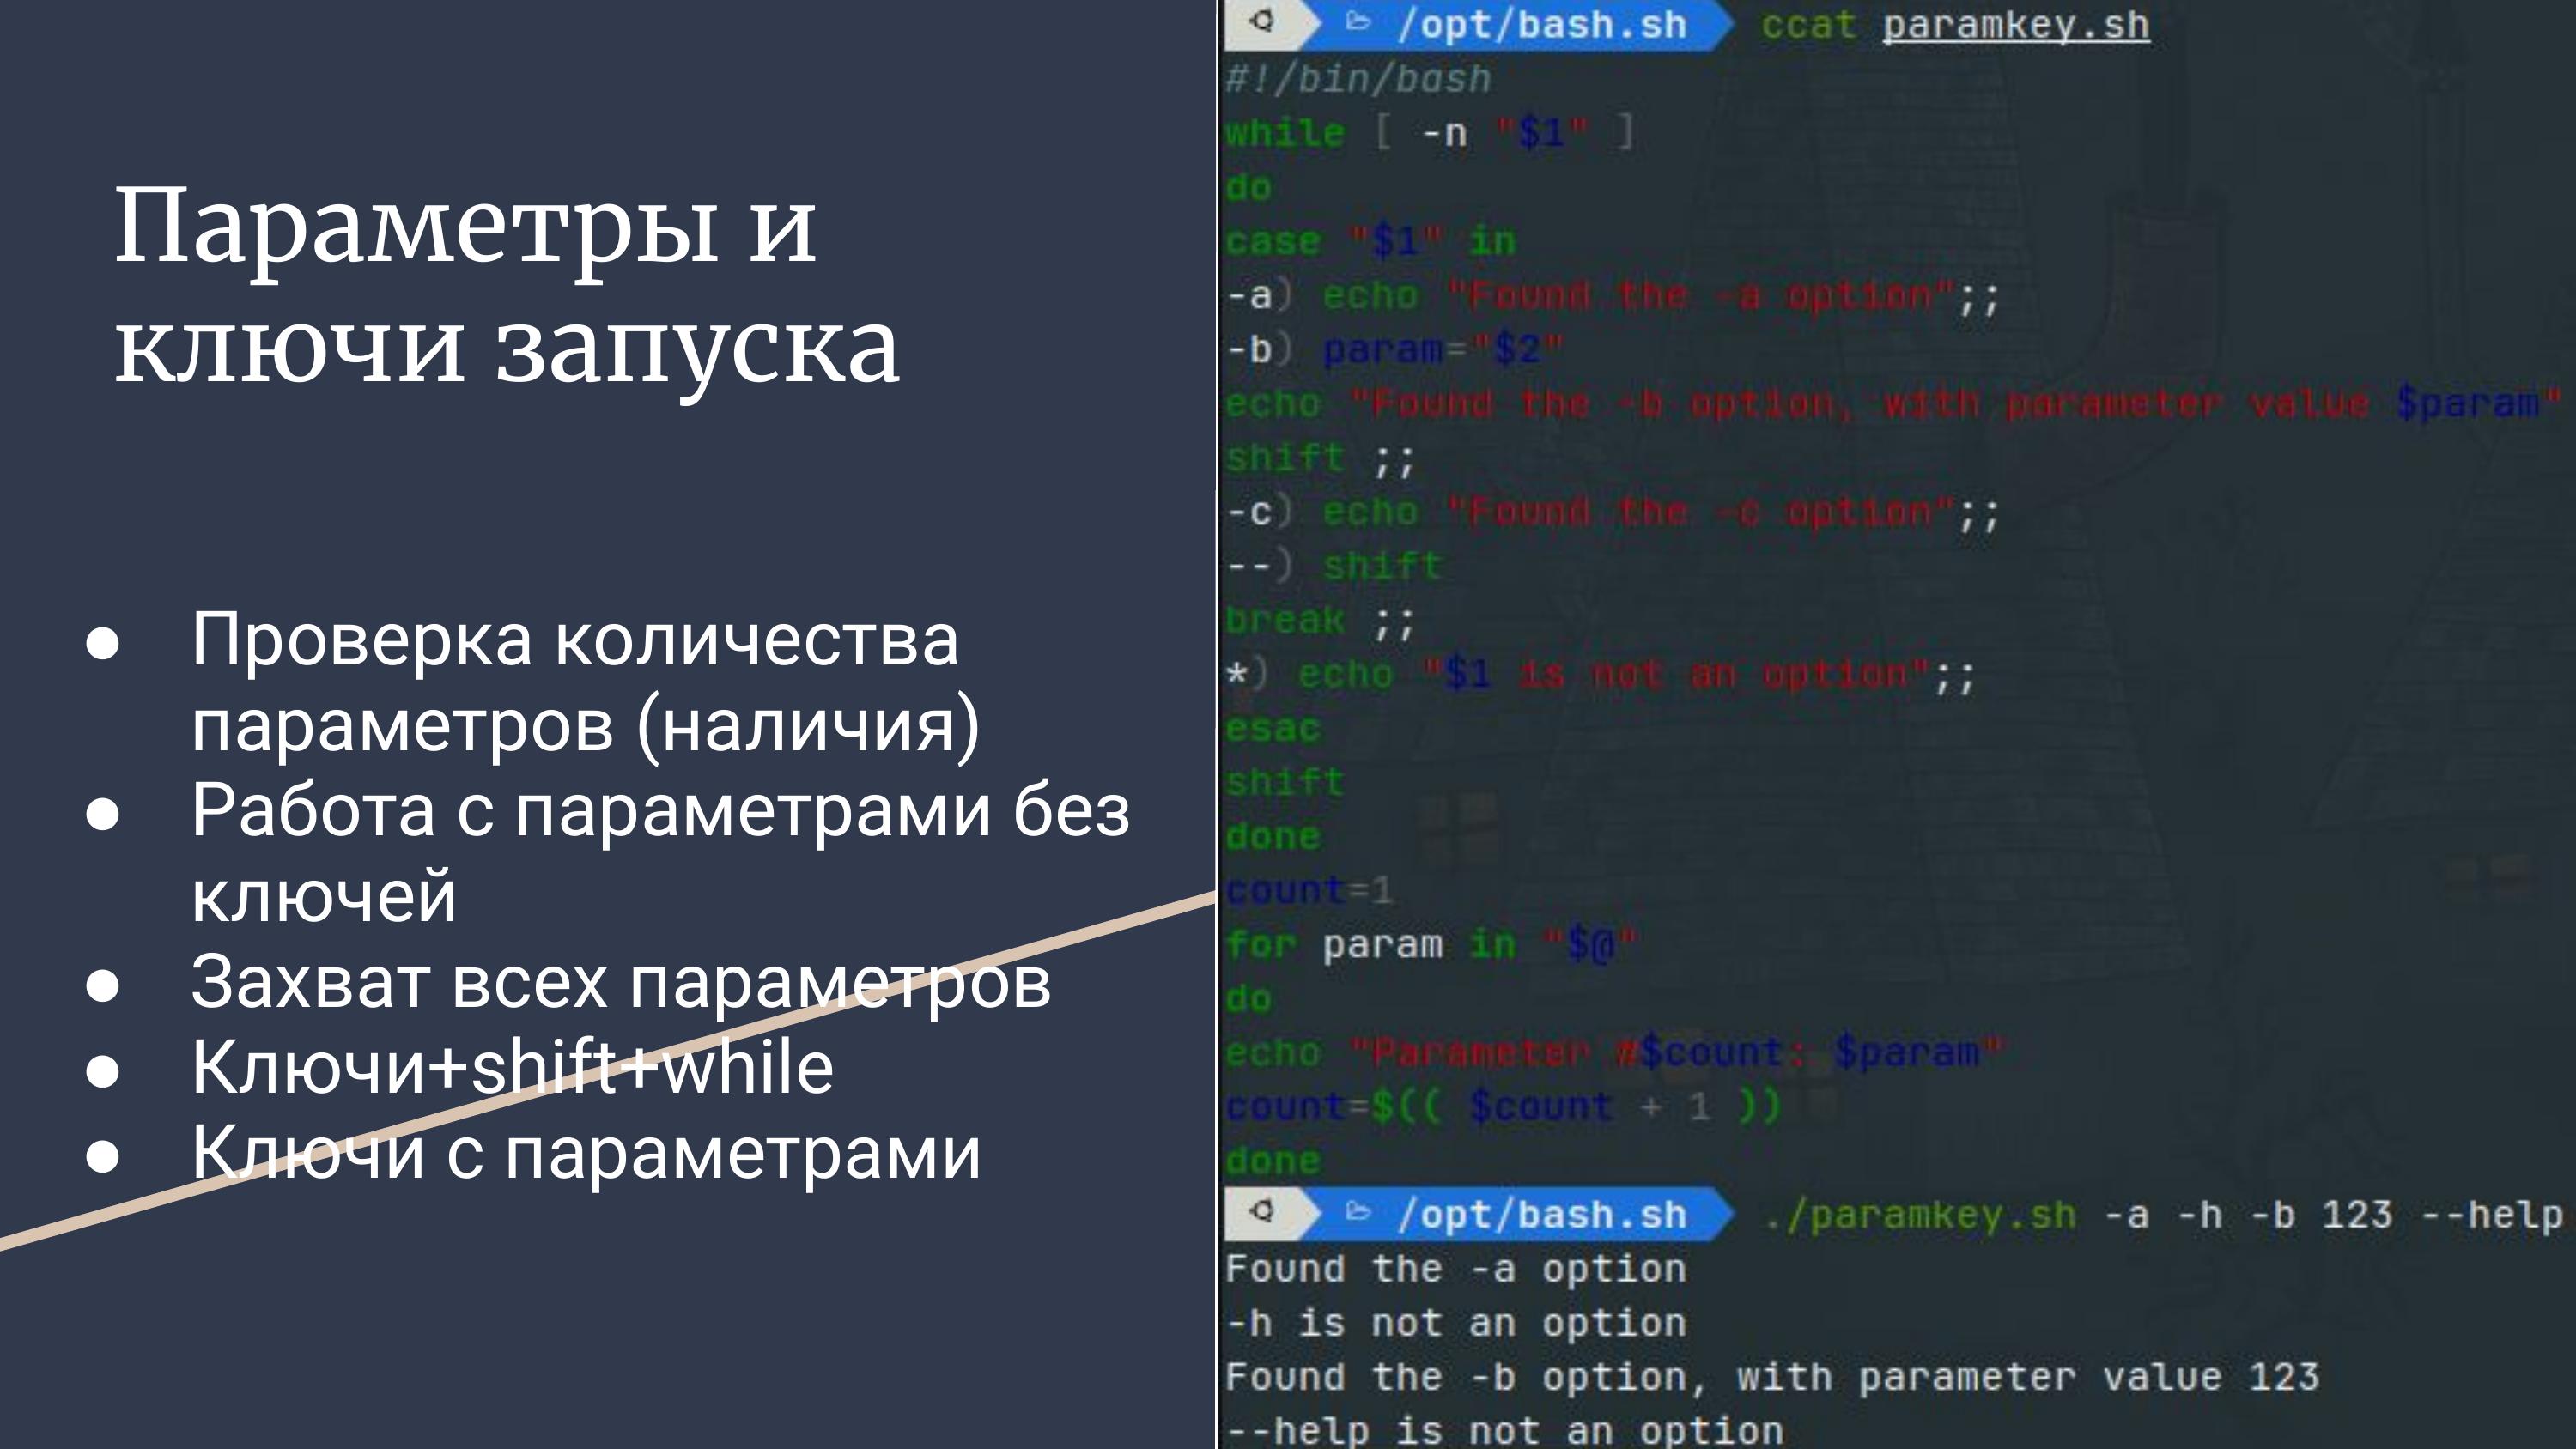 Параметры и
ключи запуска
● Проверка количества
параметров (наличия)
● Работа с параметрами без
ключей
● Захват всех параметров
● Ключи+shift+while
● Ключи с параметрами
/opt/bash.sh ccat paramkey.sh
#!/bin/bash
while [ -n "$1" ]
do
case "$1" in
-a) echo "Found the -a option";;
-b) param="$2"
echo "Found the -b option, with parameter value $param"
shift ;;
-c) echo "Found the -c option";;
--) shift
break ;;
*) echo "$1 is not an option";;
esac
shift
done
count=1
for param in "$@"
do
echo "Parameter #$count: $param"
count=$(( $count + 1 ))
done
/opt/bash.sh ./paramkey.sh -a -h -b 123 --help
Found the -a option
-h is not an option
Found the -b option, with parameter value 123
--help is not an option